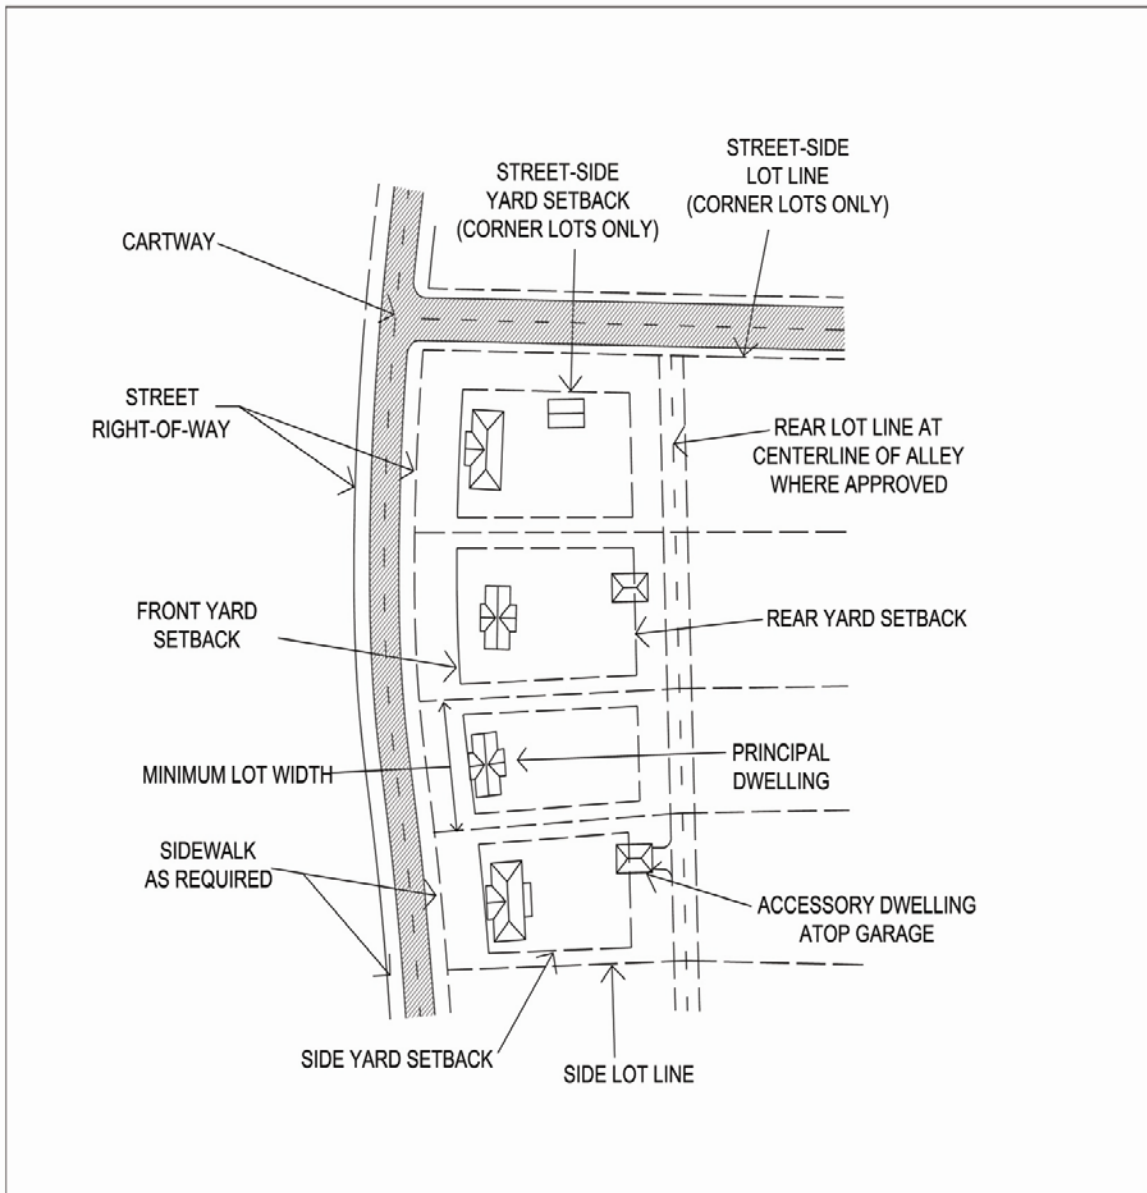 STREET-SIDE
LOT LINE
(CORNER LOTS ONLY)
STREET-SIDE
YARD SETBACK
(CORNER LOTS ONLY)
CARTWAY
STREET
RIGHT-OF-WAY
REAR LOT LINE AT
CENTERLINE OF ALLEY
WHERE APPROVED
FRONT YARD
SETBACK
REAR YARD SETBACK
MINIMUM LOT WIDTH
PRINCIPAL
DWELLING
SIDEWALK
AS REQUIRED
ACCESSORY DWELLING
ATOP GARAGE
SIDE YARD SETBACK
SIDE LOT LINE